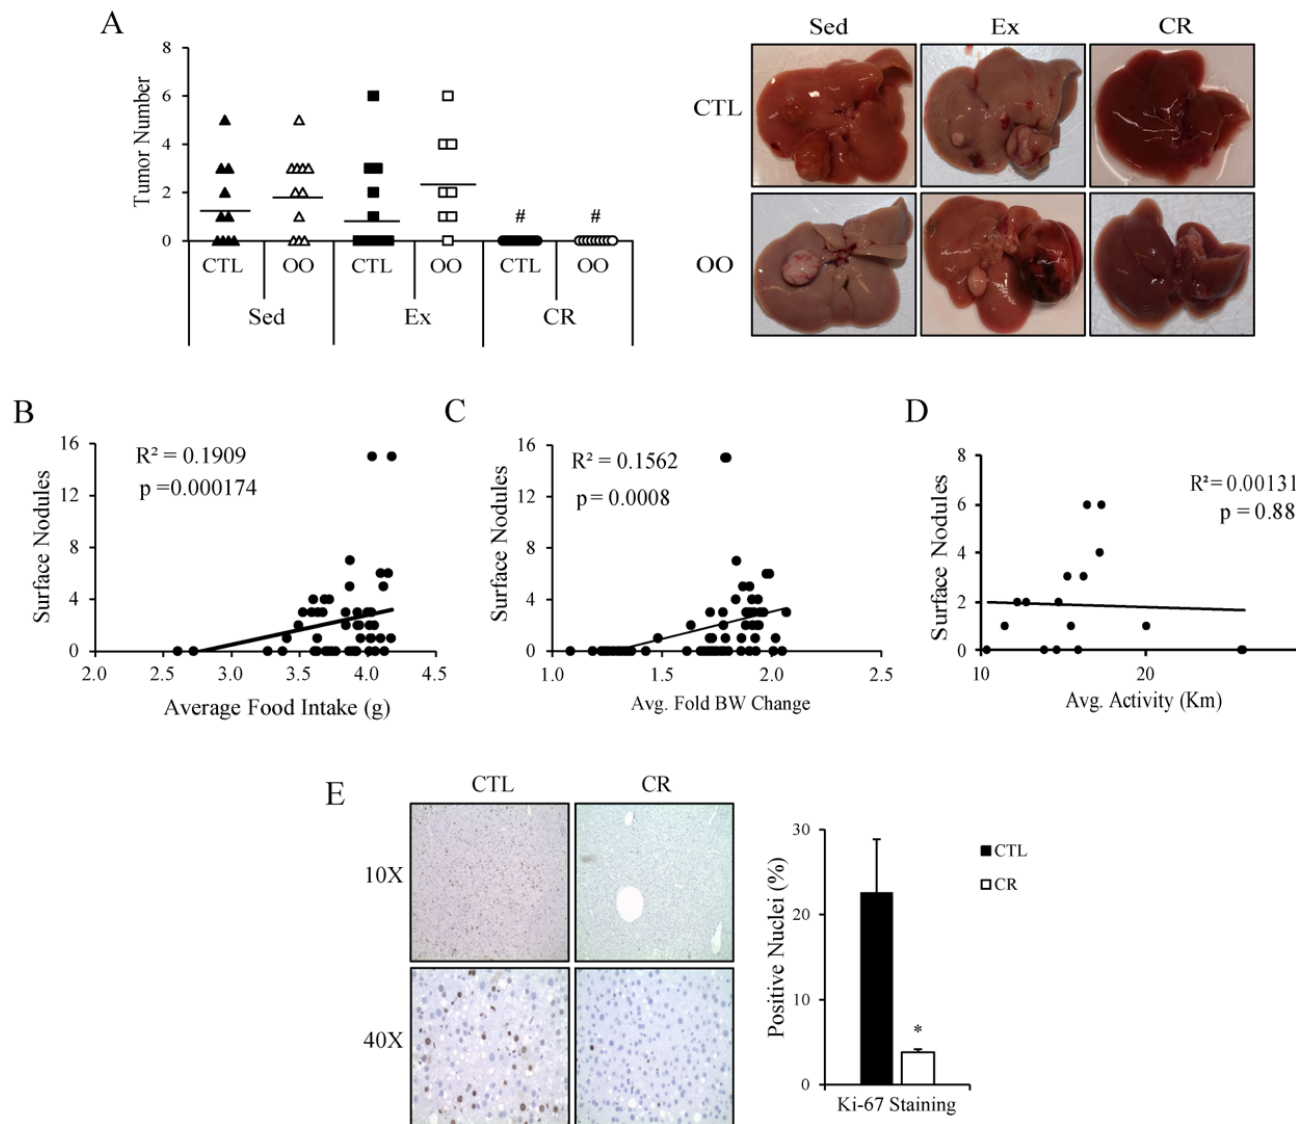 A
Sed
Ex
CR
8
6
4
2
0
Tumor Number
#
#
CTL
OO
CTL
OO
CTL
OO
Sed
Ex
CR
CTL
OO
B
16
12
8
4
0
Surface Nodules
R² = 0.1909
p =0.000174
2.0
2.5
3.0
3.5
4.0
4.5
Average Food Intake (g)
C
16
12
8
4
0
Surface Nodules
R² = 0.1562
p = 0.0008
1.0
1.5
2.0
2.5
Avg. Fold BW Change
D
8
6
4
2
0
Surface Nodules
R² = 0.00131
p = 0.88
10
20
Avg. Activity (Km)
E
CTL
CR
10X
40X
30
20
10
0
Positive Nuclei (%)
*
CTL
CR
Ki-67 Staining